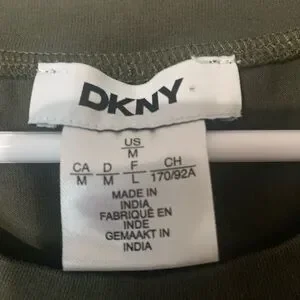 DKNY
US
M
CA D F CH
M M L 170/92A
MADE IN
INDIA
FABRIQUÉ EN
INDE
GEMAAKT IN
INDIA